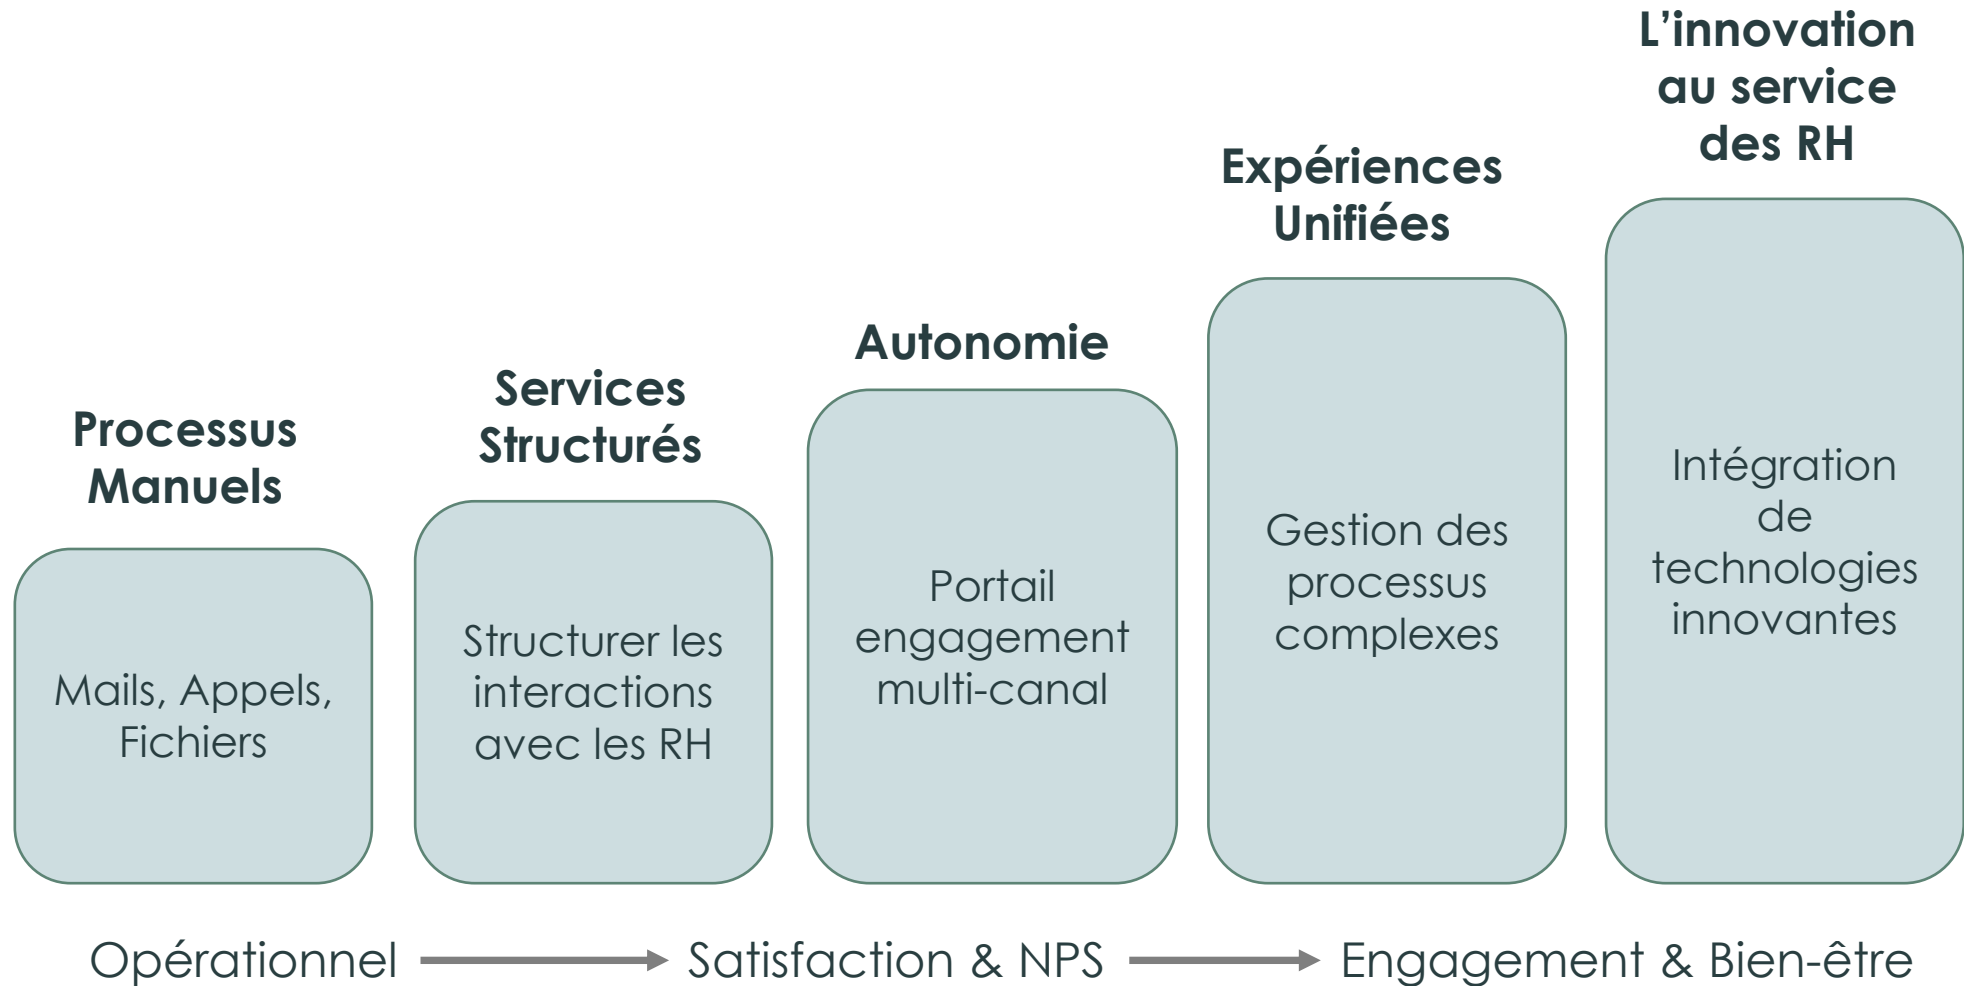 Processus
Manuels
Mails, Appels,
Fichiers
Services
Structurés
Structurer les
interactions
avec les RH
Autonomie
Portail
engagement
multi-canal
Expériences
Unifiées
Gestion des
processus
complexes
L’innovation
au service
des RH
Intégration
de
technologies
innovantes
Opérationnel
Satisfaction & NPS
Engagement & Bien-être